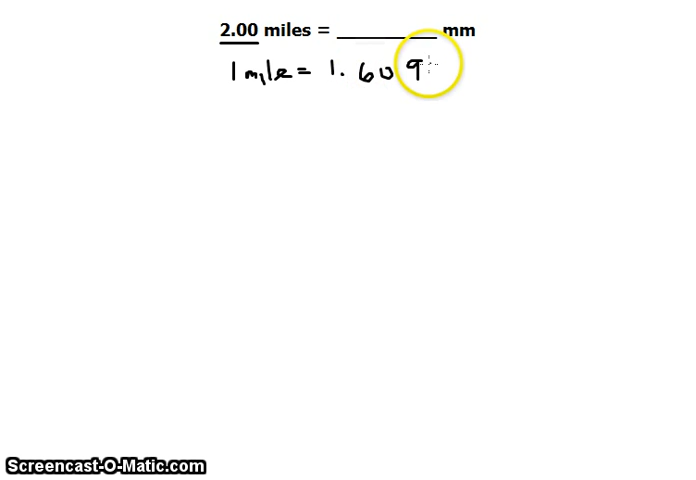 2.00 miles = __________ mm
1 mile = 1.609
Screencast-O-Matic.com